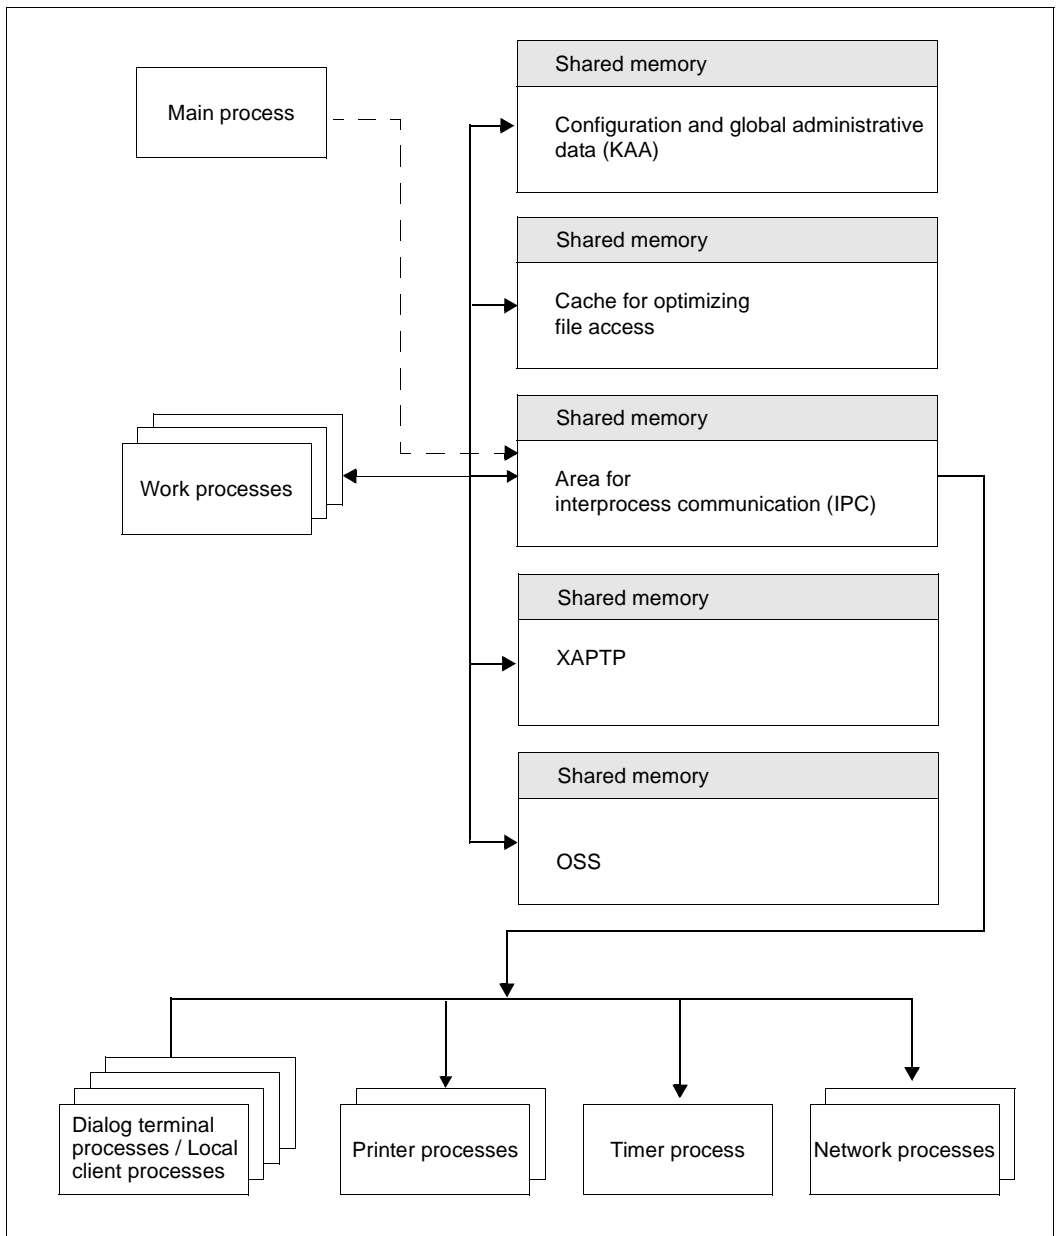 Main process
Shared memory
Configuration and global administrative
data (KAA)
Shared memory
Cache for optimizing
file access
Shared memory
Area for
interprocess communication (IPC)
Work processes
Shared memory
XAPTP
Shared memory
OSS
Dialog terminal
processes / Local
client processes
Printer processes
Timer process
Network processes